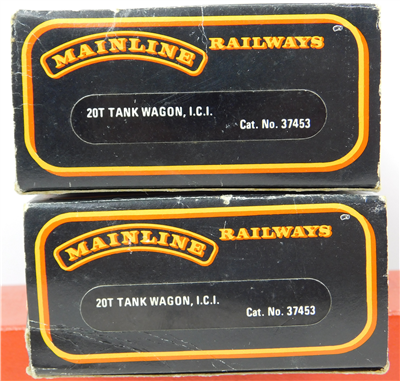 MAINLINE RAILWAYS
20T TANK WAGON, I.C.I.
Cat. No. 37453
MAINLINE RAILWAYS
20T TANK WAGON, I.C.I.
Cat. No. 37453